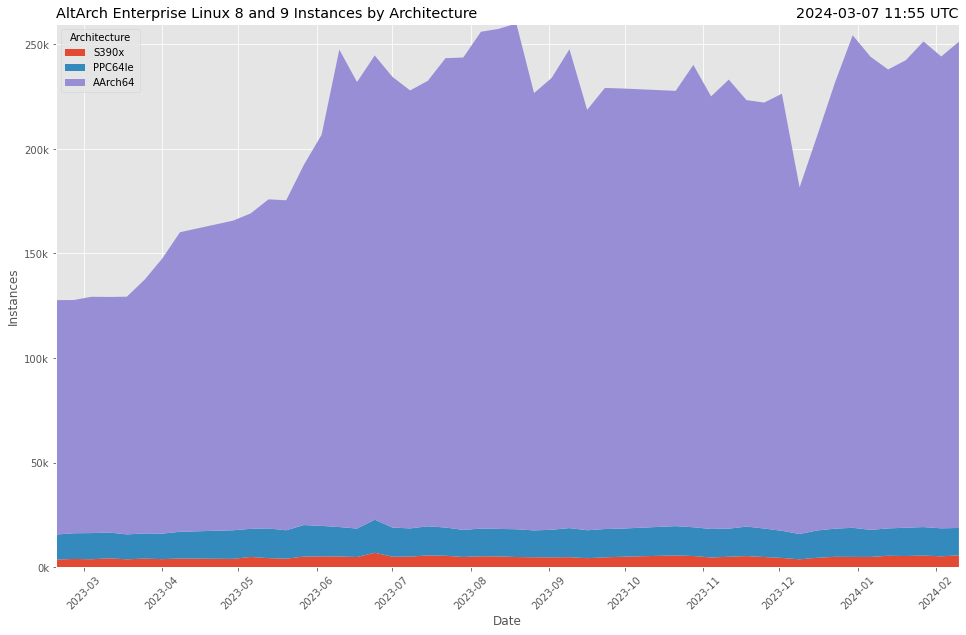 AltArch Enterprise Linux 8 and 9 Instances by Architecture
2024-03-07 11:55 UTC
Architecture
S390x
PPC64le
AArch64
250k
200k
150k
100k
50k
0k
Instances
2023-03
2023-04
2023-05
2023-06
2023-07
2023-08
2023-09
2023-10
2023-11
2023-12
2024-01
2024-02
Date